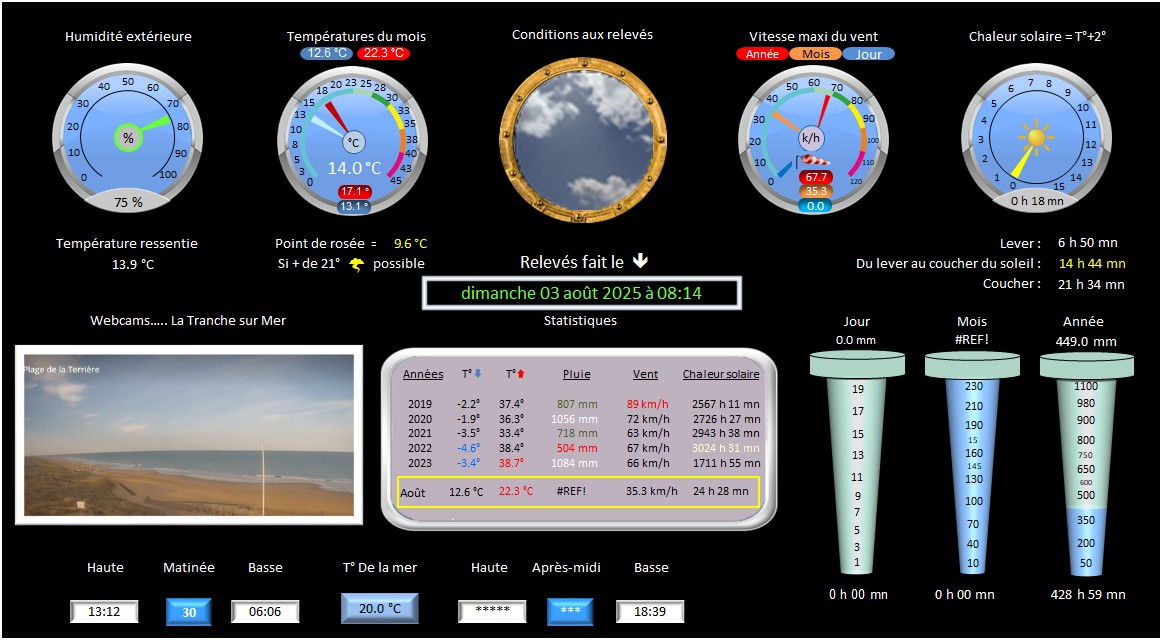 Humidité extérieure
Températures du mois
Conditions aux relevés
Vitesse maxi du vent
Chaleur solaire = T°+2°
12.6 °C 22.3 °C
Année Mois Jour
0 10 20 30 40 50 60 70 80 90 100
%
75 %
0 3 5 8 10 13 15 18 20 23 25 28 30 33 35 38 40 43 45
°C
14.0 °C
17.1 °
13.1 °
0 10 20 30 40 50 60 70 80 90 100 110 120
k/h
67.7
35.3
0.0
0 1 2 3 4 5 6 7 8 9 10 11 12 13 14 15
0 h 18 mn
Température ressentie
13.9 °C
Point de rosée = 9.6 °C
Si + de 21° possible
Relevés fait le
dimanche 03 août 2025 à 08:14
Lever : 6 h 50 mn
Du lever au coucher du soleil : 14 h 44 mn
Coucher : 21 h 34 mn
Webcams..... La Tranche sur Mer
Plage de la Terrière
Statistiques
Années T° T° Pluie Vent Chaleur solaire
2019 -2.2° 37.4° 807 mm 89 km/h 2567 h 11 mn
2020 -1.9° 36.3° 1056 mm 72 km/h 2726 h 27 mn
2021 -3.5° 33.4° 718 mm 63 km/h 2943 h 38 mn
2022 -4.6° 38.4° 504 mm 67 km/h 3024 h 31 mn
2023 -3.4° 38.7° 1084 mm 66 km/h 1711 h 55 mn
Août 12.6 °C 22.3 °C #REF! 35.3 km/h 24 h 28 mn
Jour
0.0 mm
19
17
15
13
11
9
7
5
3
1
0 h 00 mn
Mois
#REF!
230
210
190
15
160
145
130
100
70
40
10
0 h 00 mn
Année
449.0 mm
1100
980
900
800
750
650
600
500
350
200
50
428 h 59 mn
Haute Matinée Basse T° De la mer Haute Après-midi Basse
13:12 30 06:06 20.0 °C ***** *** 18:39